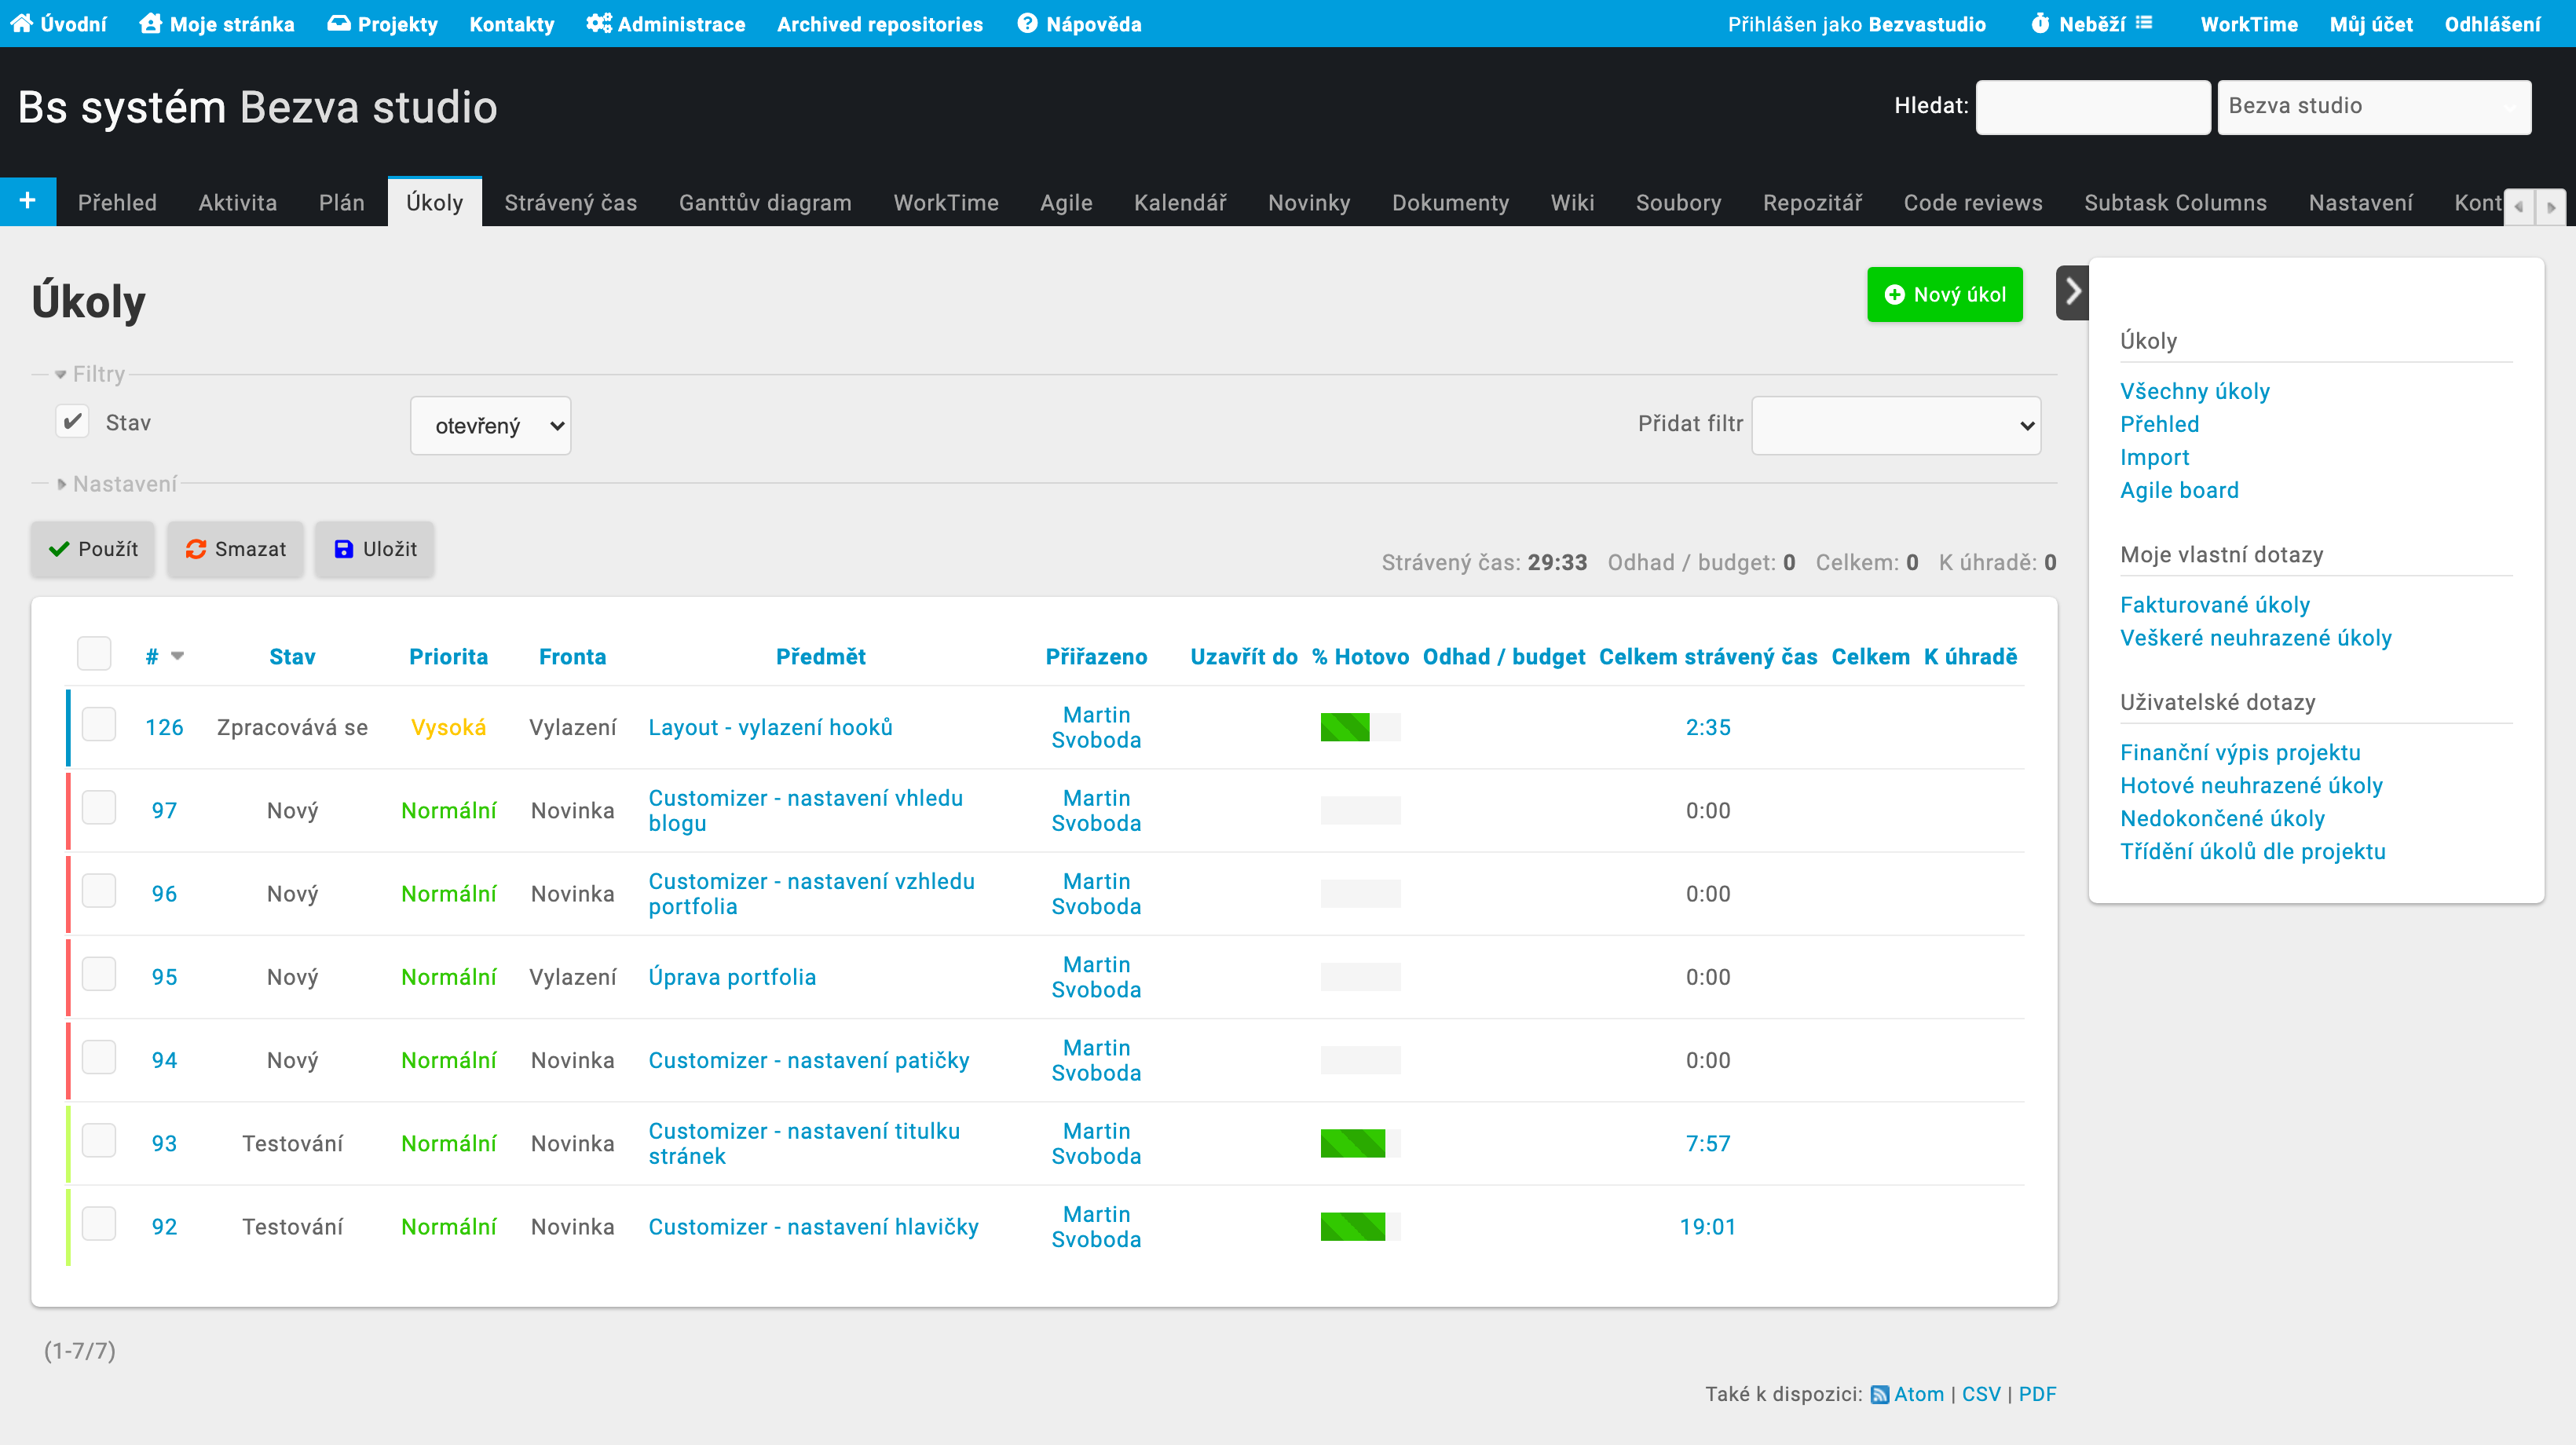 Úvodní Moje stránka Projekty Kontakty Administrace Archived repositories Nápověda Přihlášen jako Bezvastudio Neběží WorkTime Můj účet Odhlášení
Bs systém Bezva studio Hledat: Bezva studio
+ Přehled Aktivita Plán Úkoly Strávený čas Ganttův diagram WorkTime Agile Kalendář Novinky Dokumenty Wiki Soubory Repozitář Code reviews Subtask Columns Nastavení Kont
Úkoly
Nový úkol
Filtry
Stav otevřený Přidat filtr
Nastavení
Použít Smazat Uložit
Strávený čas: 29:33 Odhad / budget: 0 Celkem: 0 K úhradě: 0
# Stav Priorita Fronta Předmět Přiřazeno Uzavřít do % Hotovo Odhad / budget Celkem strávený čas Celkem K úhradě
126 Zpracovává se Vysoká Vylazení Layout - vylazení hooků Martin Svoboda 2:35
97 Nový Normální Novinka Customizer - nastavení vhledu blogu Martin Svoboda 0:00
96 Nový Normální Novinka Customizer - nastavení vzhledu portfolia Martin Svoboda 0:00
95 Nový Normální Vylazení Úprava portfolia Martin Svoboda 0:00
94 Nový Normální Novinka Customizer - nastavení patičky Martin Svoboda 0:00
93 Testování Normální Novinka Customizer - nastavení titulku stránek Martin Svoboda 7:57
92 Testování Normální Novinka Customizer - nastavení hlavičky Martin Svoboda 19:01
(1-7/7)
Také k dispozici: Atom | CSV | PDF
Úkoly
Všechny úkoly
Přehled
Import
Agile board
Moje vlastní dotazy
Fakturované úkoly
Veškeré neuhrazené úkoly
Uživatelské dotazy
Finanční výpis projektu
Hotové neuhrazené úkoly
Nedokončené úkoly
Třídění úkolů dle projektu